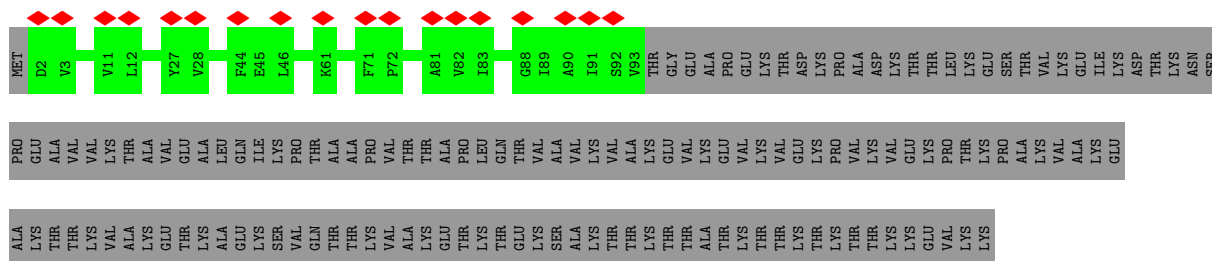 MET D2 V3 V11 L12 Y27 V28 F44 E45 L46 K61 F71 P72 A81 V82 I83 G88 I89 A90 I91 S92 V93 THR GLY GLU ALA PRO GLU LYS THR ASP LYS PRO ALA ASP LYS THR THR LEU LYS GLU SER THR VAL LYS GLU ILE LYS ASP THR LYS ASN SER
PRO GLU ALA VAL VAL LYS THR ALA VAL GLU ALA LEU GLN ILE LYS PRO THR ALA ALA PRO VAL THR THR ALA PRO LEU GLN THR VAL ALA VAL LYS VAL ALA LYS GLU VAL LYS GLU VAL LYS VAL GLU LYS PRO VAL LYS VAL GLU LYS PRO THR LYS PRO ALA LYS VAL ALA LYS GLU
ALA LYS THR THR LYS VAL ALA LYS GLU THR LYS ALA GLU LYS SER VAL GLN THR THR LYS VAL ALA LYS GLU THR LYS THR GLU LYS SER ALA LYS THR THR LYS THR THR ALA THR LYS THR THR LYS THR LYS THR THR LYS LYS GLU VAL LYS LYS